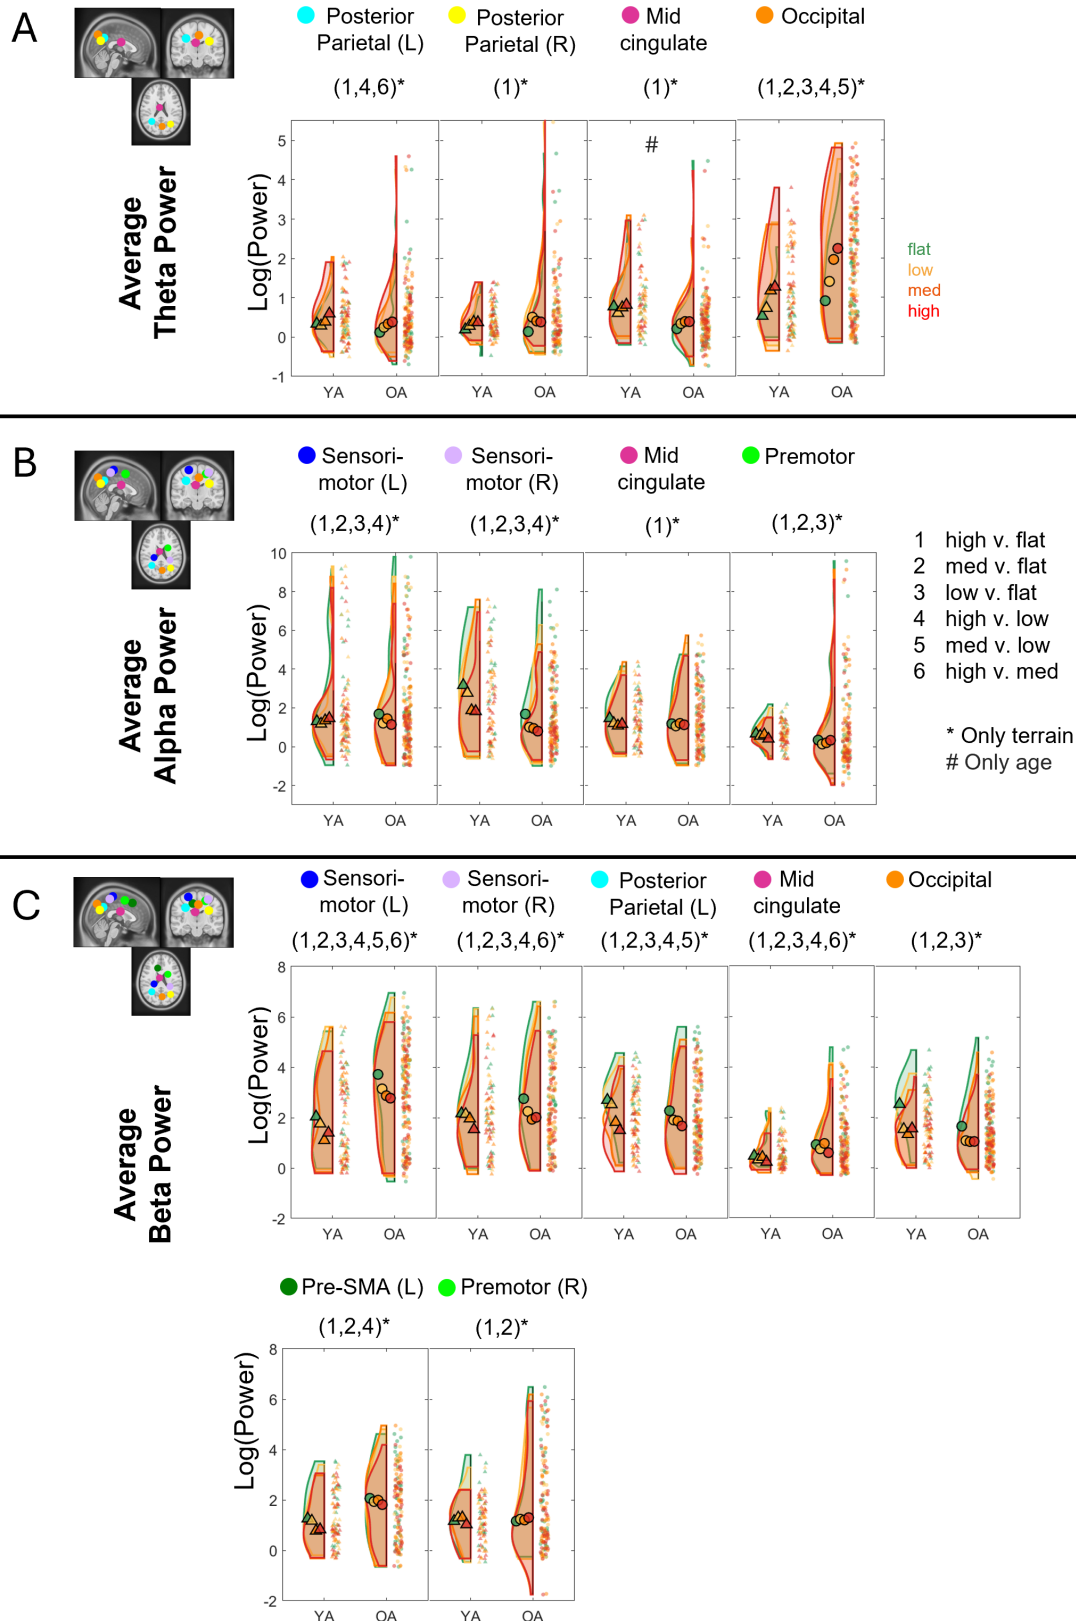 A
Posterior
Parietal (L)
Posterior
Parietal (R)
Mid
cingulate
Occipital
(1,4,6)*
(1)*
(1)*
(1,2,3,4,5)*
Average
Theta Power
Log(Power)
5
4
3
2
1
0
-1
#
YA
OA
YA
OA
YA
OA
YA
OA
flat
low
med
high
B
Sensori-
motor (L)
Sensori-
motor (R)
Mid
cingulate
Premotor
(1,2,3,4)*
(1,2,3,4)*
(1)*
(1,2,3)*
Average
Alpha Power
Log(Power)
10
8
6
4
2
0
-2
YA
OA
YA
OA
YA
OA
YA
OA
1 high v. flat
2 med v. flat
3 low v. flat
4 high v. low
5 med v. low
6 high v. med
* Only terrain
# Only age
C
Sensori-
motor (L)
Sensori-
motor (R)
Posterior
Parietal (L)
Mid
cingulate
Occipital
(1,2,3,4,5,6)*
(1,2,3,4,6)*
(1,2,3,4,5)*
(1,2,3,4,6)*
(1,2,3)*
Average
Beta Power
Log(Power)
8
6
4
2
0
-2
YA
OA
YA
OA
YA
OA
YA
OA
YA
OA
Pre-SMA (L)
Premotor (R)
(1,2,4)*
(1,2)*
Log(Power)
8
6
4
2
0
-2
YA
OA
YA
OA